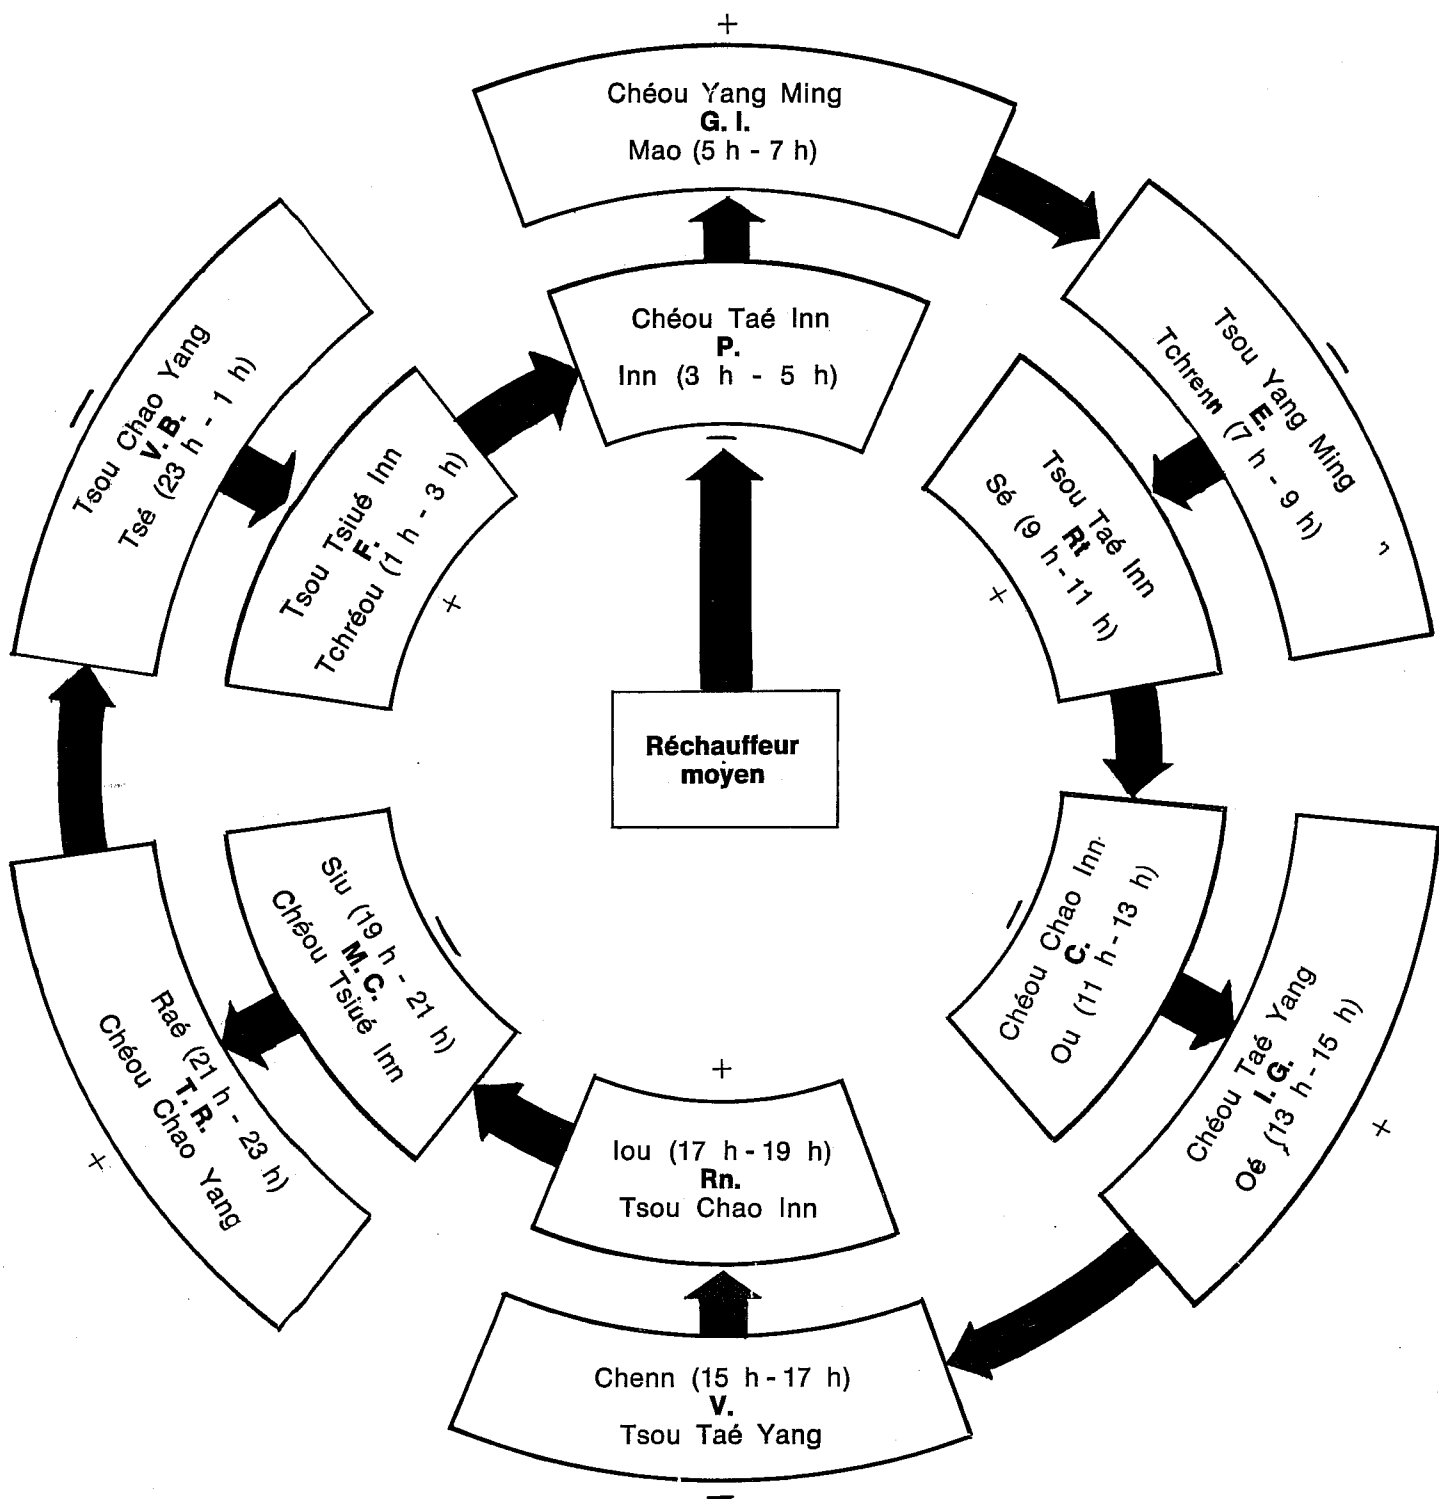 +
Chéou Yang Ming
G. I.
Mao (5 h - 7 h)
Chéou Taé Inn
P.
Inn (3 h - 5 h)
–
Tsou Yang Ming
E.
Tchrenn (7 h - 9 h)
–
Tsou Taé Inn
Rt
Sé (9 h - 11 h)
+
Chéou Chao Inn
C.
Ou (11 h - 13 h)
–
Chéou Taé Yang
I. G.
Oé (13 h - 15 h)
+
Chenn (15 h - 17 h)
V.
Tsou Taé Yang
–
+
Iou (17 h - 19 h)
Rn.
Tsou Chao Inn
Siu (19 h - 21 h)
M. C.
Chéou Tsiué Inn
–
Raé (21 h - 23 h)
T. R.
Chéou Chao Yang
+
Tsou Chao Yang
V. B.
Tsé (23 h - 1 h)
–
Tsou Tsiué Inn
F.
Tchréou (1 h - 3 h)
+
Réchauffeur
moyen